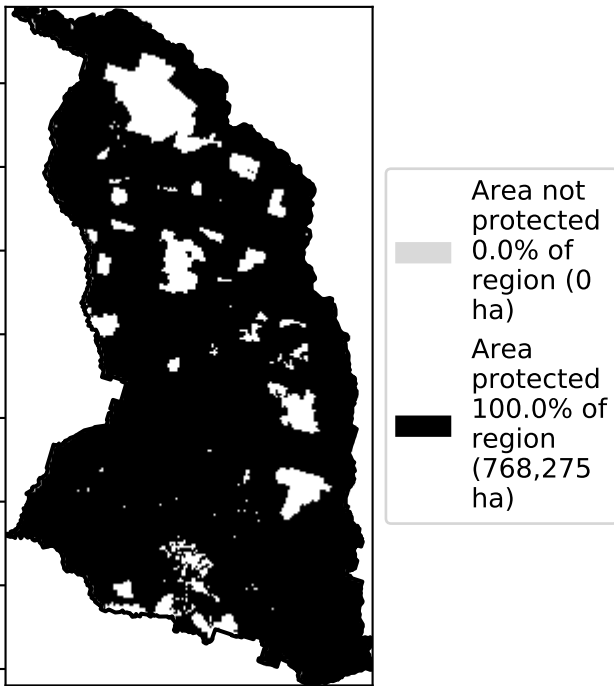 Area not
protected
0.0% of
region (0
ha)
Area
protected
100.0% of
region
(768,275
ha)